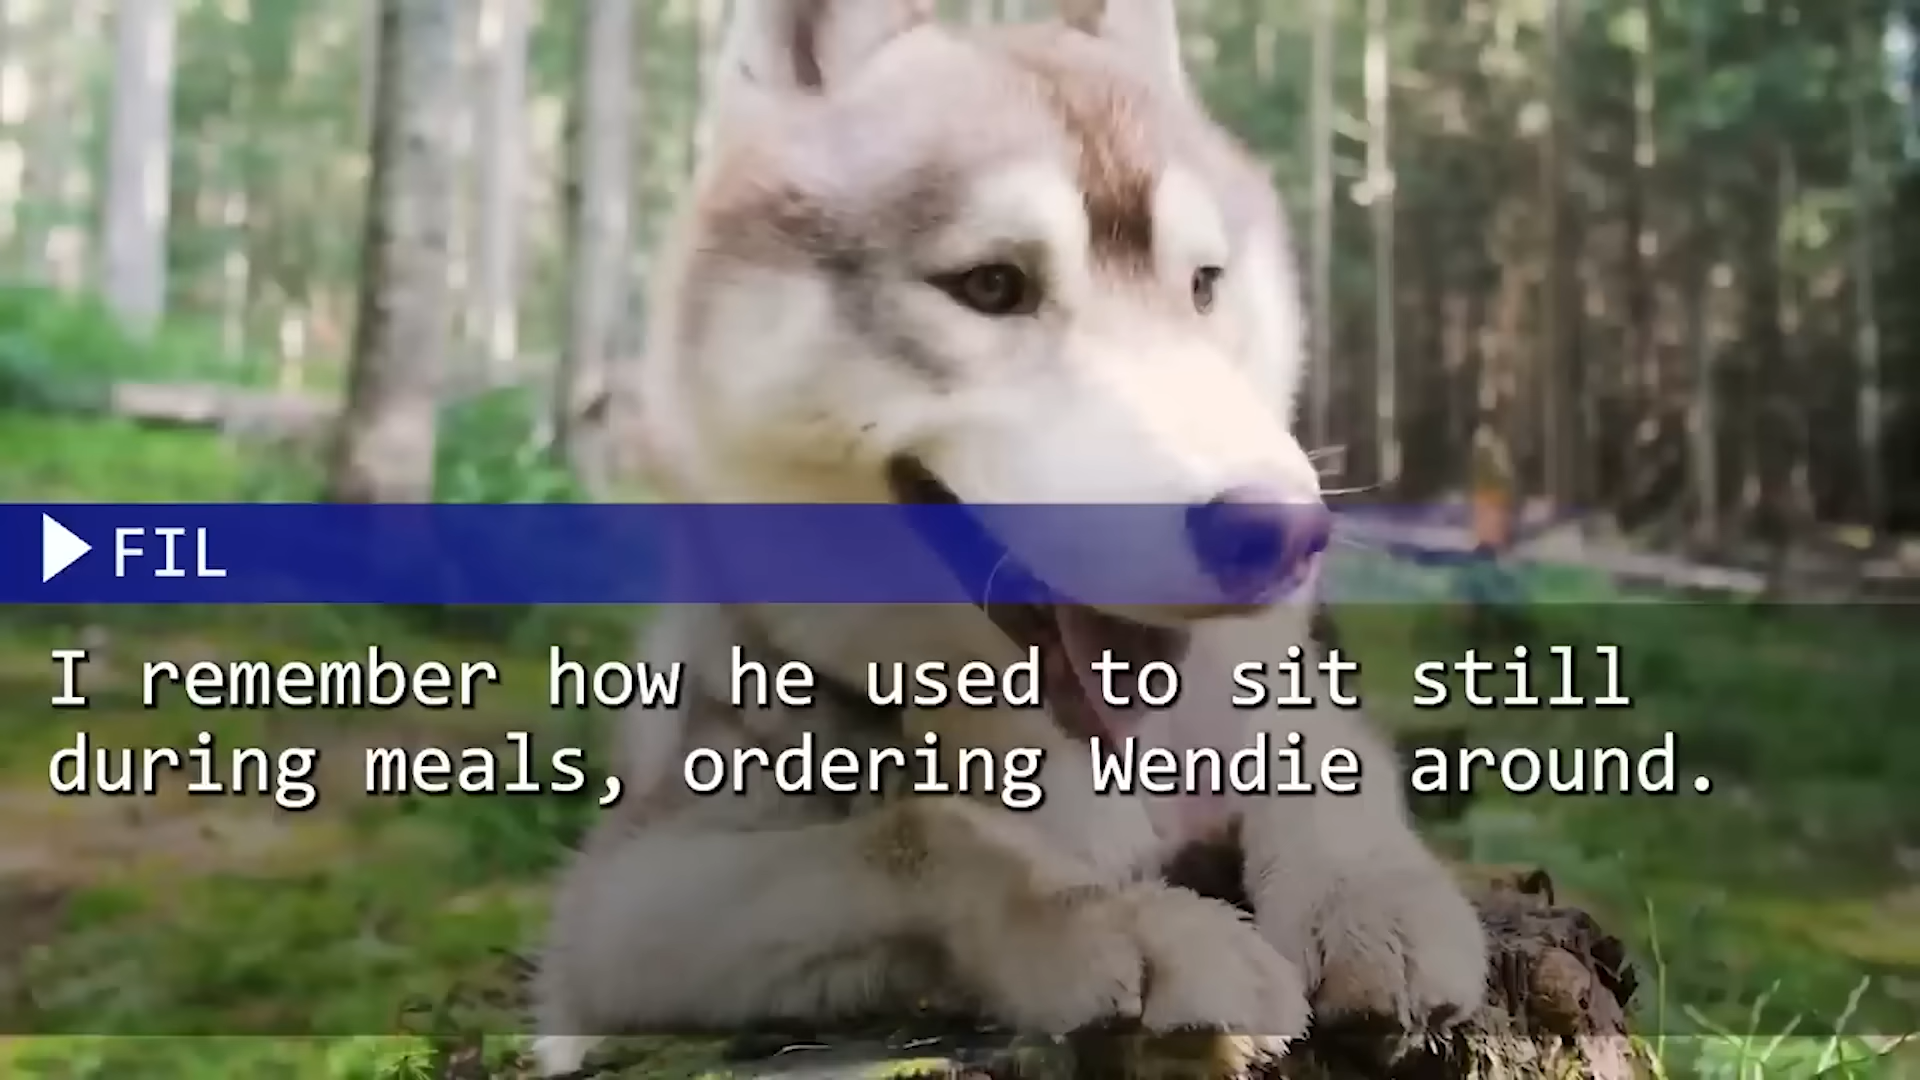 FIL
I remember how he used to sit still
during meals, ordering Wendie around.